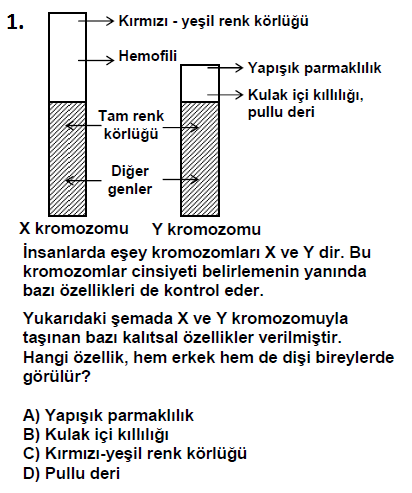 1.
Kırmızı - yeşil renk körlüğü
Hemofili
Yapışık parmaklılık
Kulak içi kıllılığı,
pullu deri
Tam renk
körlüğü
Diğer
genler
X kromozomu
Y kromozomu
İnsanlarda eşey kromozomları X ve Y dir. Bu
kromozomlar cinsiyeti belirlemenin yanında
bazı özellikleri de kontrol eder.
Yukarıdaki şemada X ve Y kromozomuyla
taşınan bazı kalıtsal özellikler verilmiştir.
Hangi özellik, hem erkek hem de dişi bireylerde
görülür?
A) Yapışık parmaklılık
B) Kulak içi kıllılığı
C) Kırmızı-yeşil renk körlüğü
D) Pullu deri